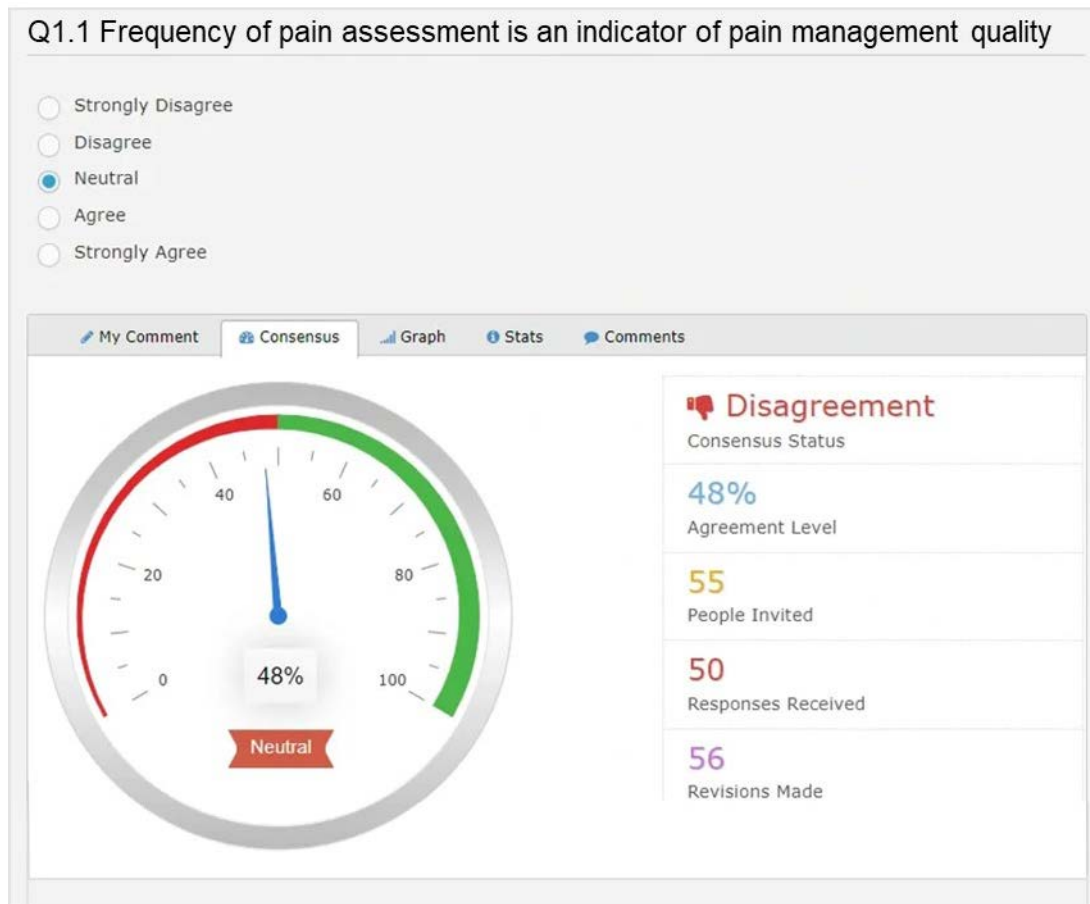 Q1.1 Frequency of pain assessment is an indicator of pain management quality
Strongly Disagree
Disagree
Neutral
Agree
Strongly Agree
My Comment Consensus Graph Stats Comments
Disagreement
Consensus Status
48%
Agreement Level
55
People Invited
50
Responses Received
56
Revisions Made
40 60
20 80
0 100
48%
Neutral